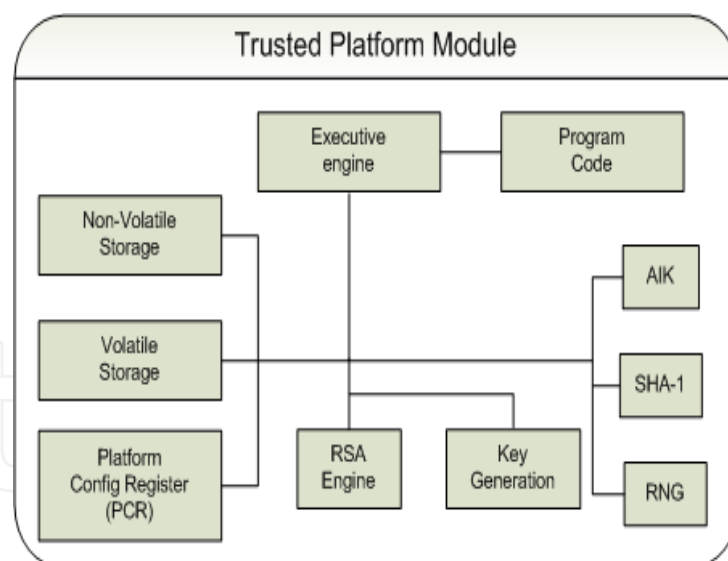 Trusted Platform Module
Executive
engine
Program
Code
Non-Volatile
Storage
AIK
Volatile
Storage
SHA-1
Platform
Config Register
(PCR)
RSA
Engine
Key
Generation
RNG